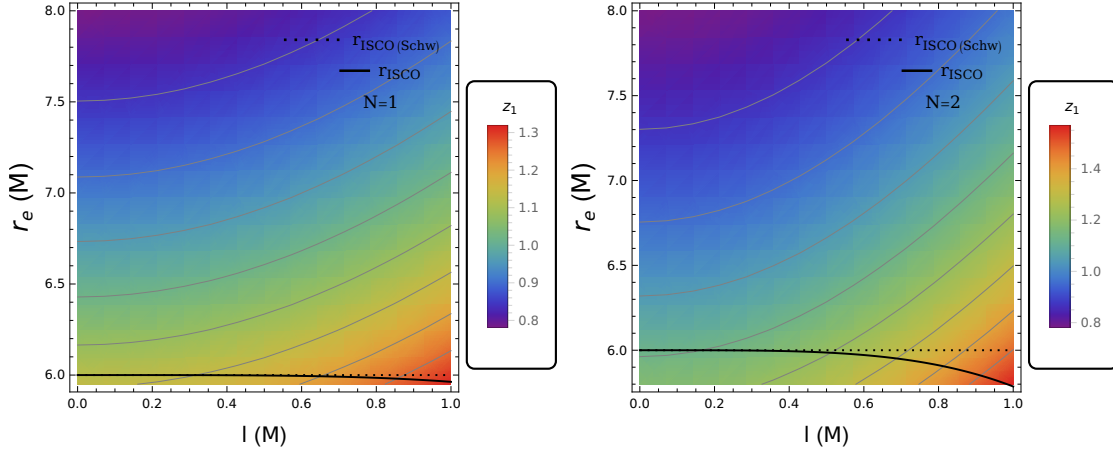 8.0
7.5
7.0
6.5
6.0
r_e (M)
0.0 0.2 0.4 0.6 0.8 1.0
l (M)
r_ISCO(Schw)
r_ISCO
N=1
z_1
1.3
1.2
1.1
1.0
0.9
0.8
8.0
7.5
7.0
6.5
6.0
r_e (M)
0.0 0.2 0.4 0.6 0.8 1.0
l (M)
r_ISCO(Schw)
r_ISCO
N=2
z_1
1.4
1.2
1.0
0.8